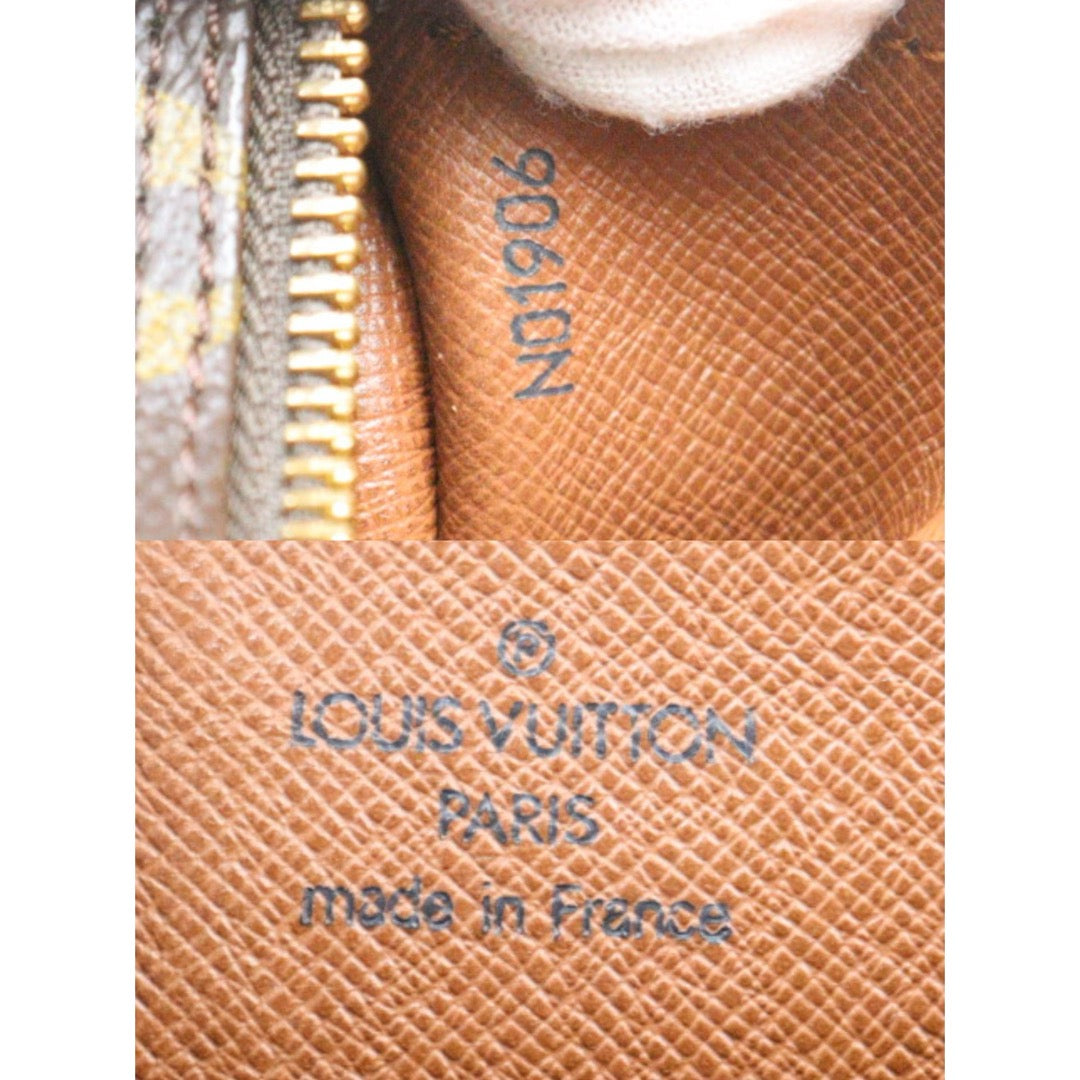 NO1906
®
LOUIS VUITTON
PARIS
made in France